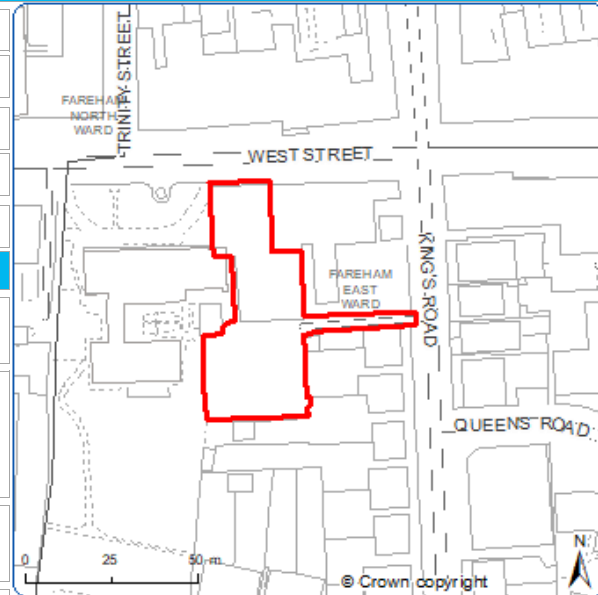 TRINITY STREET
FAREHAM
NORTH
WARD
WEST STREET
KING'S ROAD
FAREHAM
EAST
WARD
QUEENS ROAD
0 25 50 m
N
© Crown copyright